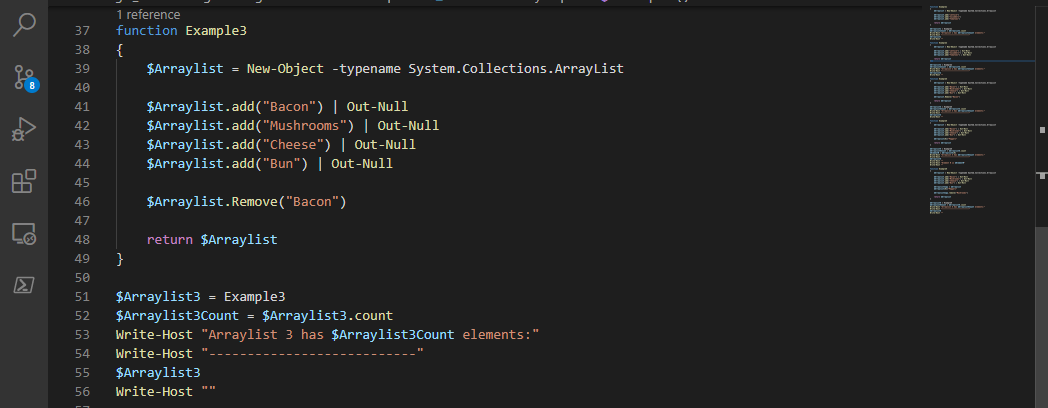 1 reference
37 function Example3
38 {
39 $Arraylist = New-Object -typename System.Collections.ArrayList
40
41 $Arraylist.add("Bacon") | Out-Null
42 $Arraylist.add("Mushrooms") | Out-Null
43 $Arraylist.add("Cheese") | Out-Null
44 $Arraylist.add("Bun") | Out-Null
45
46 $Arraylist.Remove("Bacon")
47
48 return $Arraylist
49 }
50
51 $Arraylist3 = Example3
52 $Arraylist3Count = $Arraylist3.count
53 Write-Host "Arraylist 3 has $Arraylist3Count elements:"
54 Write-Host "---------------------------"
55 $Arraylist3
56 Write-Host ""
8